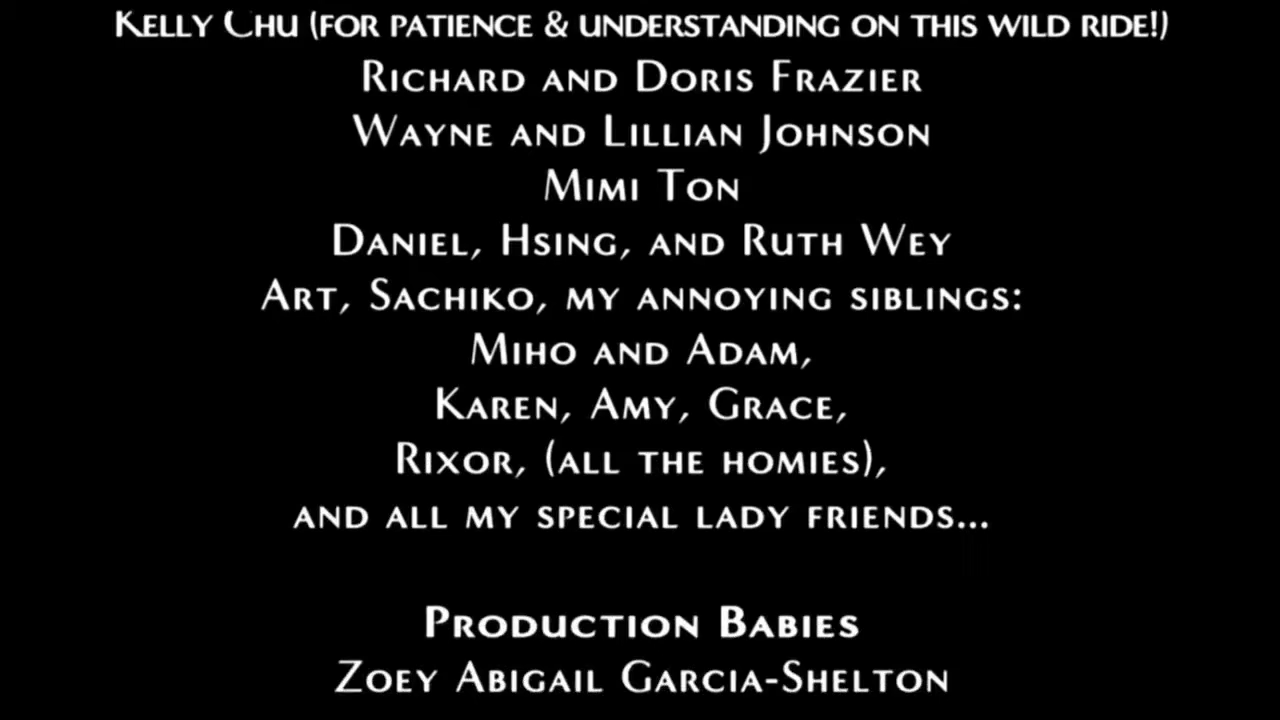 Kelly Chu (for patience & understanding on this wild ride!)
Richard and Doris Frazier
Wayne and Lillian Johnson
Mimi Ton
Daniel, Hsing, and Ruth Wey
Art, Sachiko, my annoying siblings:
Miho and Adam,
Karen, Amy, Grace,
Rixor, (all the homies),
and all my special lady friends...
Production Babies
Zoey Abigail Garcia-Shelton